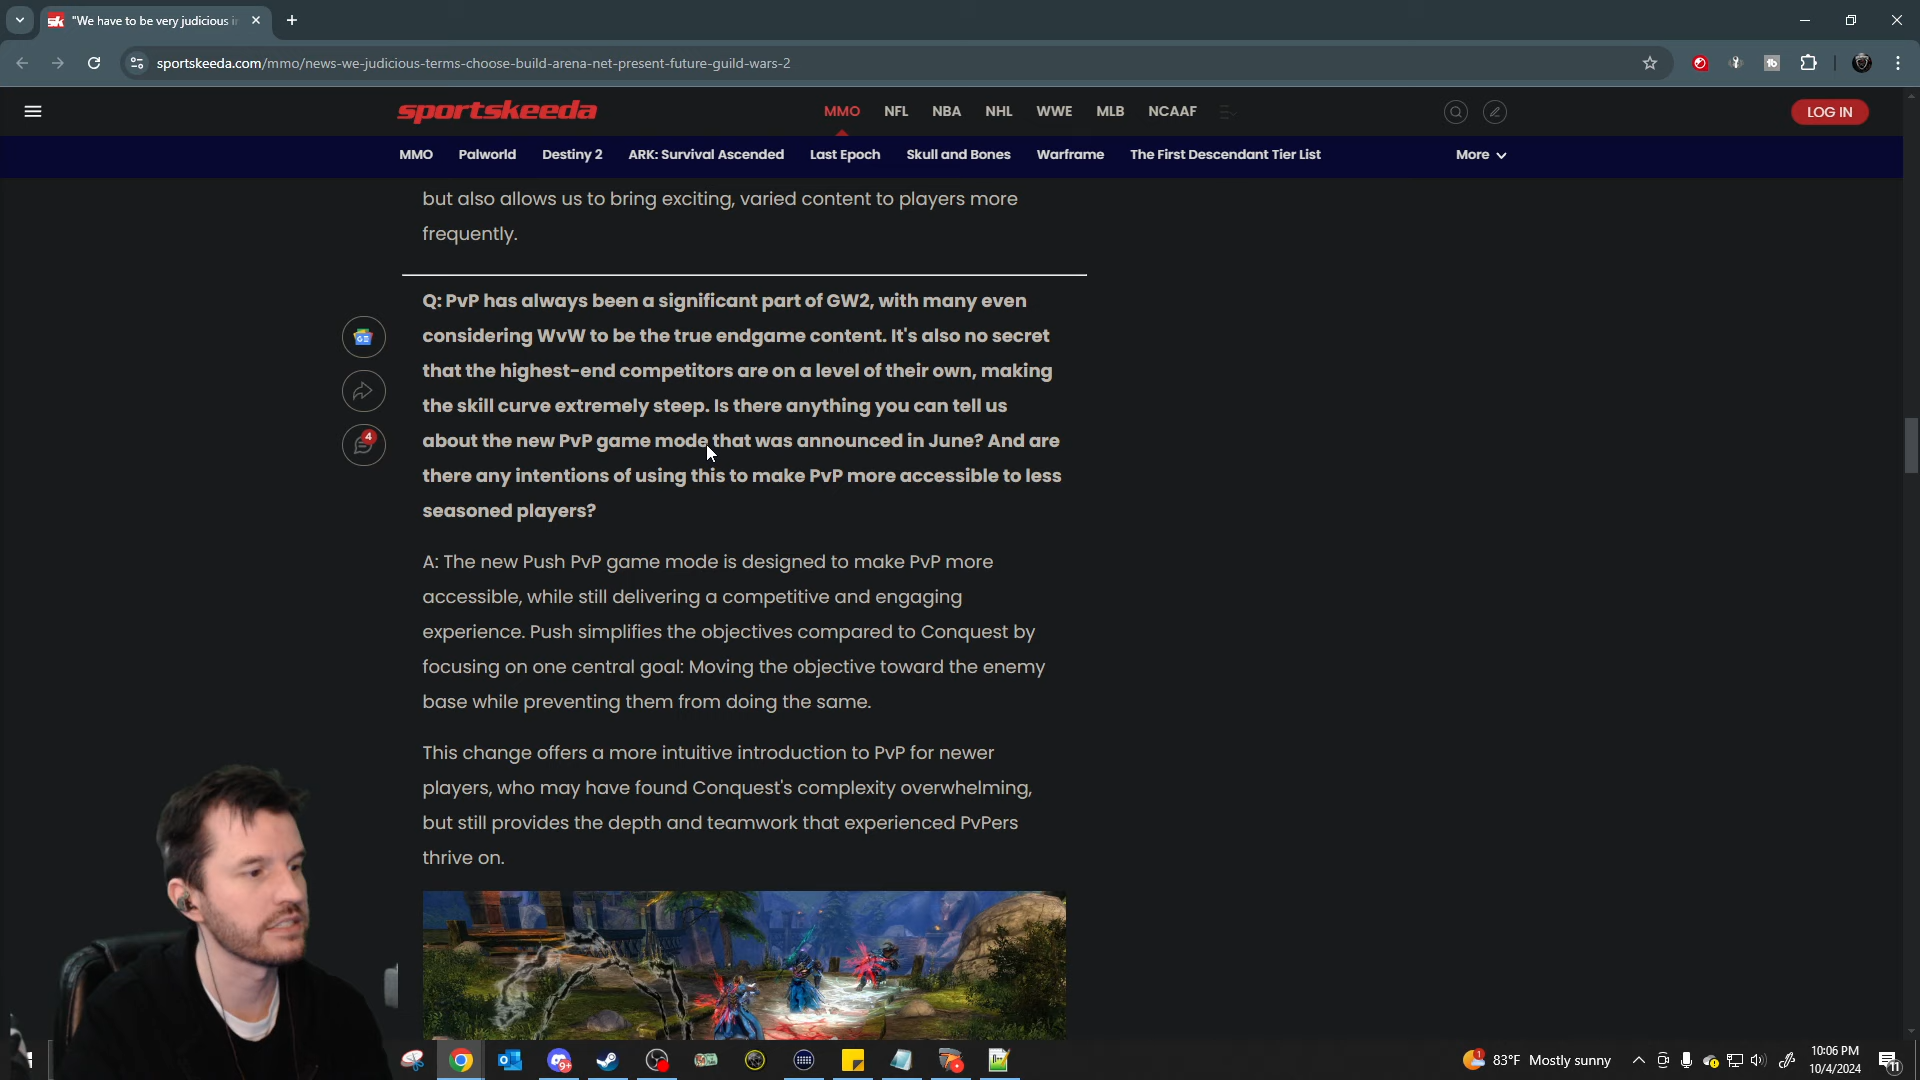 "We have to be very judicious i
sportskeeda.com/mmo/news-we-judicious-terms-choose-build-arena-net-present-future-guild-wars-2
sportskeeda
MMO NFL NBA NHL WWE MLB NCAAF
LOG IN
MMO Palworld Destiny 2 ARK: Survival Ascended Last Epoch Skull and Bones Warframe The First Descendant Tier List More
but also allows us to bring exciting, varied content to players more
frequently.
Q: PvP has always been a significant part of GW2, with many even
considering WvW to be the true endgame content. It's also no secret
that the highest-end competitors are on a level of their own, making
the skill curve extremely steep. Is there anything you can tell us
about the new PvP game mode that was announced in June? And are
there any intentions of using this to make PvP more accessible to less
seasoned players?
4
A: The new Push PvP game mode is designed to make PvP more
accessible, while still delivering a competitive and engaging
experience. Push simplifies the objectives compared to Conquest by
focusing on one central goal: Moving the objective toward the enemy
base while preventing them from doing the same.
This change offers a more intuitive introduction to PvP for newer
players, who may have found Conquest's complexity overwhelming,
but still provides the depth and teamwork that experienced PvPers
thrive on.
83°F Mostly sunny
10:06 PM
10/4/2024